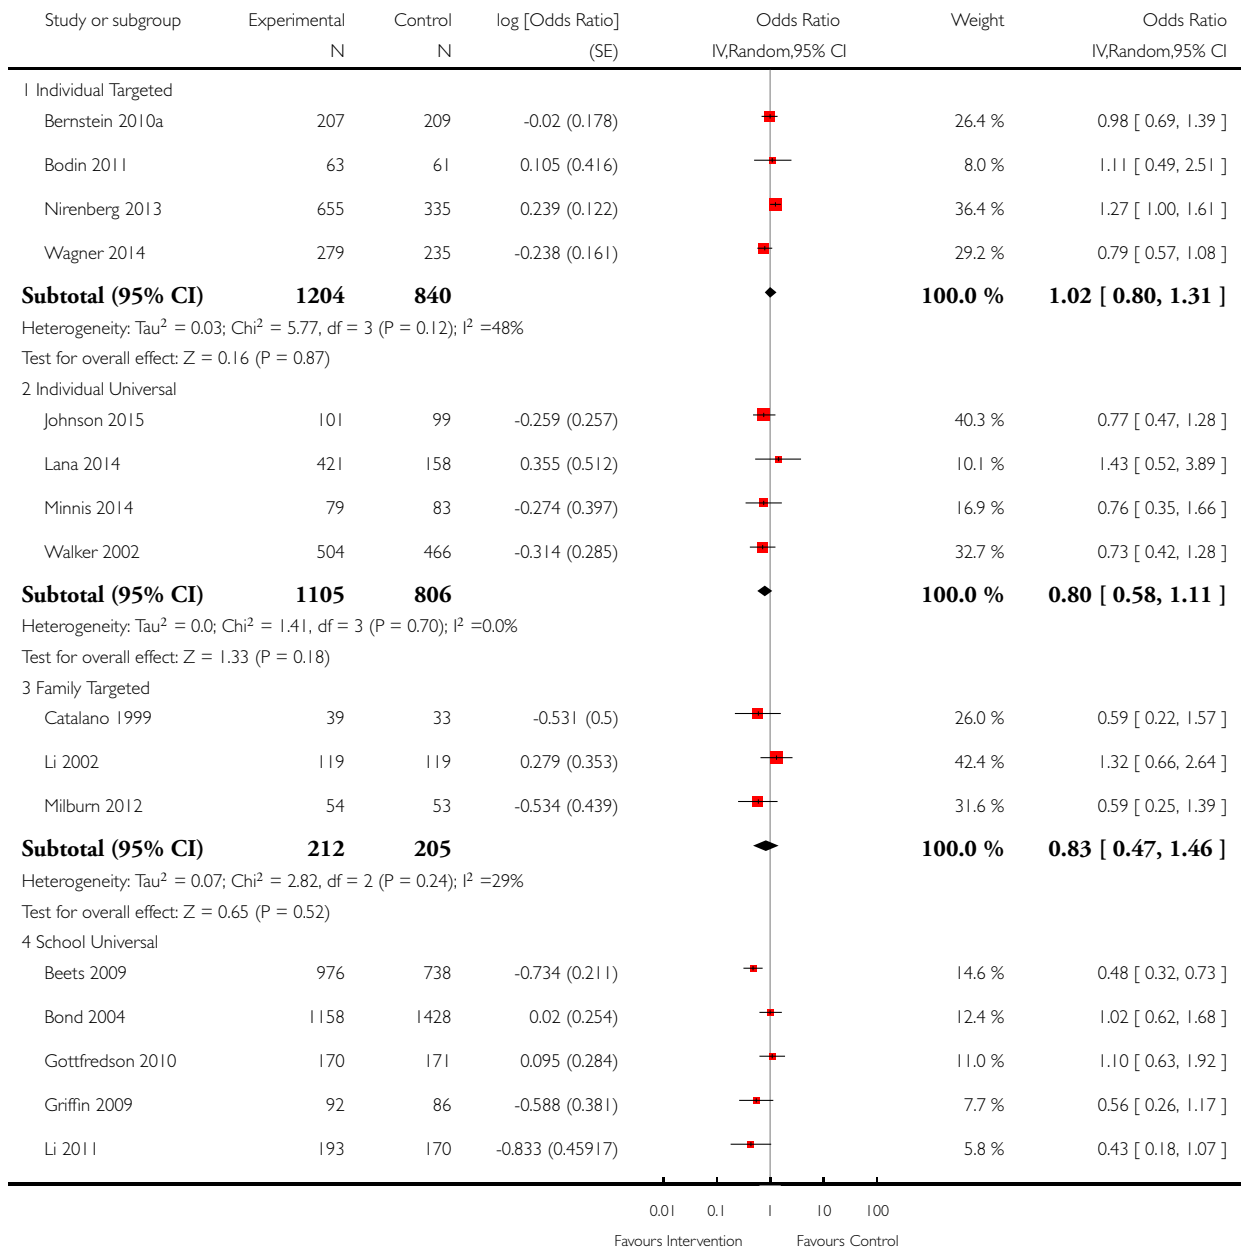 Study or subgroup Experimental Control log [Odds Ratio] Odds Ratio Weight Odds Ratio
N N (SE) IV,Random,95% CI IV,Random,95% CI
1 Individual Targeted
Bernstein 2010a 207 209 -0.02 (0.178) 26.4 % 0.98 [ 0.69, 1.39 ]
Bodin 2011 63 61 0.105 (0.416) 8.0 % 1.11 [ 0.49, 2.51 ]
Nirenberg 2013 655 335 0.239 (0.122) 36.4 % 1.27 [ 1.00, 1.61 ]
Wagner 2014 279 235 -0.238 (0.161) 29.2 % 0.79 [ 0.57, 1.08 ]
Subtotal (95% CI) 1204 840 100.0 % 1.02 [ 0.80, 1.31 ]
Heterogeneity: Tau² = 0.03; Chi² = 5.77, df = 3 (P = 0.12); I² =48%
Test for overall effect: Z = 0.16 (P = 0.87)
2 Individual Universal
Johnson 2015 101 99 -0.259 (0.257) 40.3 % 0.77 [ 0.47, 1.28 ]
Lana 2014 421 158 0.355 (0.512) 10.1 % 1.43 [ 0.52, 3.89 ]
Minnis 2014 79 83 -0.274 (0.397) 16.9 % 0.76 [ 0.35, 1.66 ]
Walker 2002 504 466 -0.314 (0.285) 32.7 % 0.73 [ 0.42, 1.28 ]
Subtotal (95% CI) 1105 806 100.0 % 0.80 [ 0.58, 1.11 ]
Heterogeneity: Tau² = 0.0; Chi² = 1.41, df = 3 (P = 0.70); I² =0.0%
Test for overall effect: Z = 1.33 (P = 0.18)
3 Family Targeted
Catalano 1999 39 33 -0.531 (0.5) 26.0 % 0.59 [ 0.22, 1.57 ]
Li 2002 119 119 0.279 (0.353) 42.4 % 1.32 [ 0.66, 2.64 ]
Milburn 2012 54 53 -0.534 (0.439) 31.6 % 0.59 [ 0.25, 1.39 ]
Subtotal (95% CI) 212 205 100.0 % 0.83 [ 0.47, 1.46 ]
Heterogeneity: Tau² = 0.07; Chi² = 2.82, df = 2 (P = 0.24); I² =29%
Test for overall effect: Z = 0.65 (P = 0.52)
4 School Universal
Beets 2009 976 738 -0.734 (0.211) 14.6 % 0.48 [ 0.32, 0.73 ]
Bond 2004 1158 1428 0.02 (0.254) 12.4 % 1.02 [ 0.62, 1.68 ]
Gottfredson 2010 170 171 0.095 (0.284) 11.0 % 1.10 [ 0.63, 1.92 ]
Griffin 2009 92 86 -0.588 (0.381) 7.7 % 0.56 [ 0.26, 1.17 ]
Li 2011 193 170 -0.833 (0.45917) 5.8 % 0.43 [ 0.18, 1.07 ]
0.01 0.1 1 10 100
Favours Intervention Favours Control